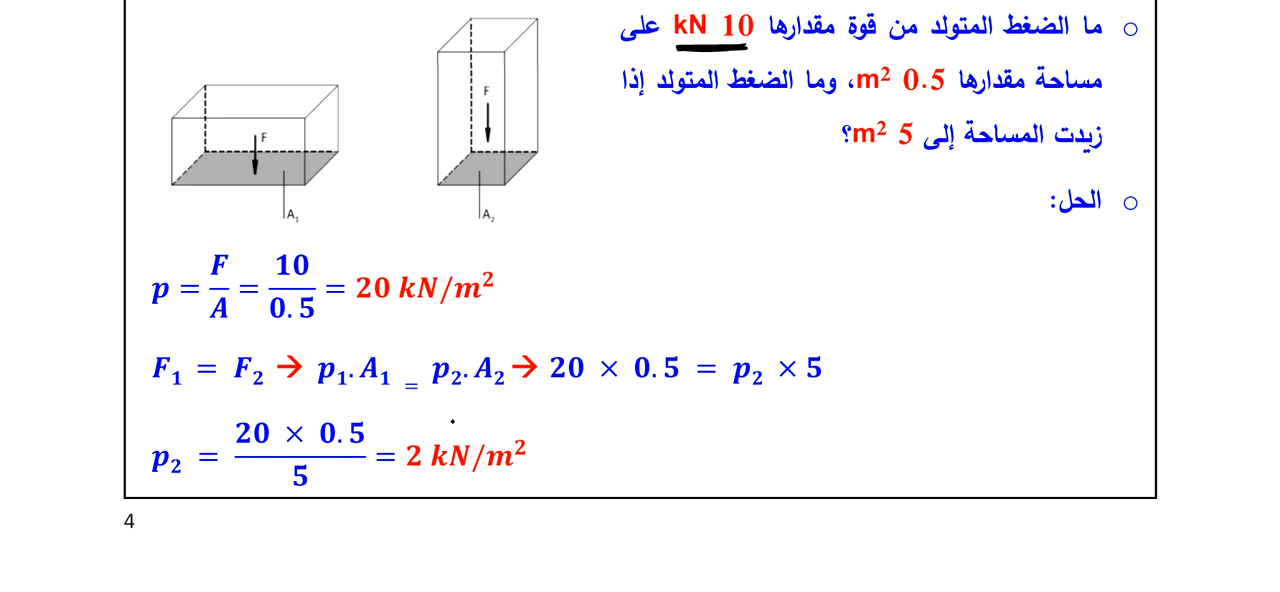 ما الضغط المتولد من قوة مقدارها 10 kN على
مساحة مقدارها 0.5 m²، وما الضغط المتولد إذا
زيدت المساحة إلى 5 m²؟
الحل:
F
A₁
F
A₂
p = F/A = 10/0.5 = 20 kN/m²
F₁ = F₂ → p₁.A₁ = p₂.A₂ → 20 × 0.5 = p₂ × 5
p₂ = (20 × 0.5)/5 = 2 kN/m²
4